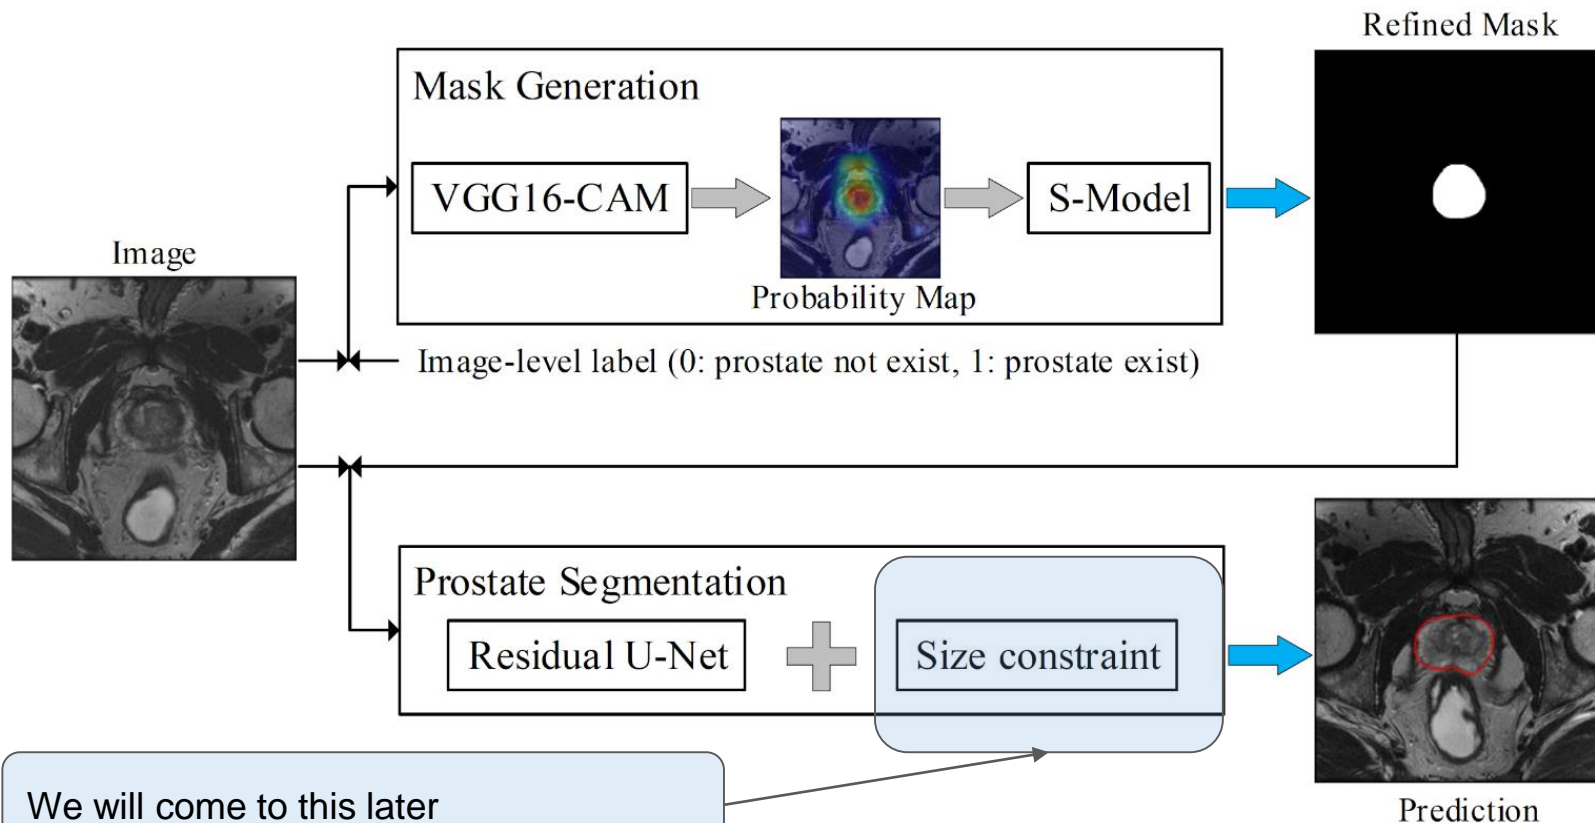 Refined Mask
Mask Generation
VGG16-CAM
S-Model
Probability Map
Image
Image-level label (0: prostate not exist, 1: prostate exist)
Prostate Segmentation
Residual U-Net
Size constraint
We will come to this later
Prediction